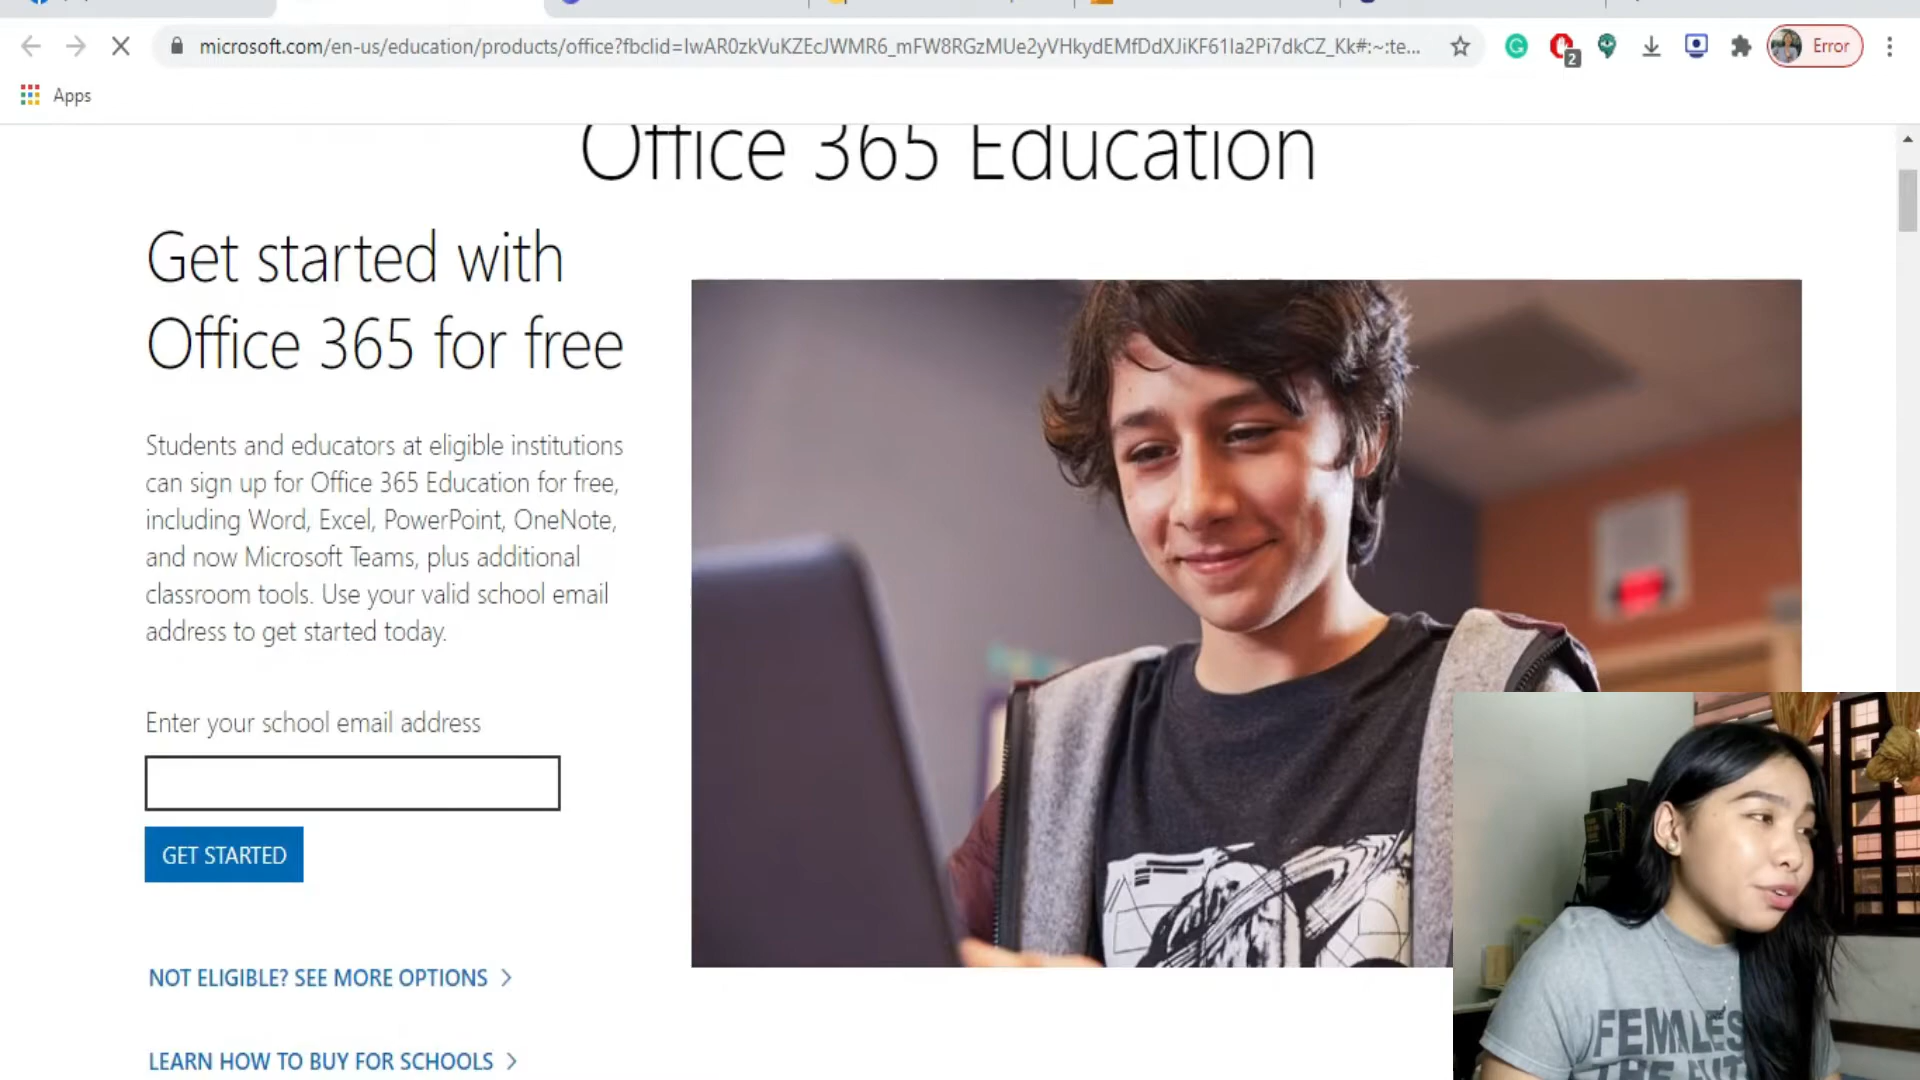 microsoft.com/en-us/education/products/office?fbclid=IwAR0zkVuKZEcJWMR6_mFW8RGzMUe2yVHkydEMfDdXJiKF61Ia2Pi7dkCZ_Kk#:~:te...
2
Error
Apps
Office 365 Education
Get started with
Office 365 for free
Students and educators at eligible institutions
can sign up for Office 365 Education for free,
including Word, Excel, PowerPoint, OneNote,
and now Microsoft Teams, plus additional
classroom tools. Use your valid school email
address to get started today.
Enter your school email address
GET STARTED
NOT ELIGIBLE? SEE MORE OPTIONS
LEARN HOW TO BUY FOR SCHOOLS
FEMALES
THE